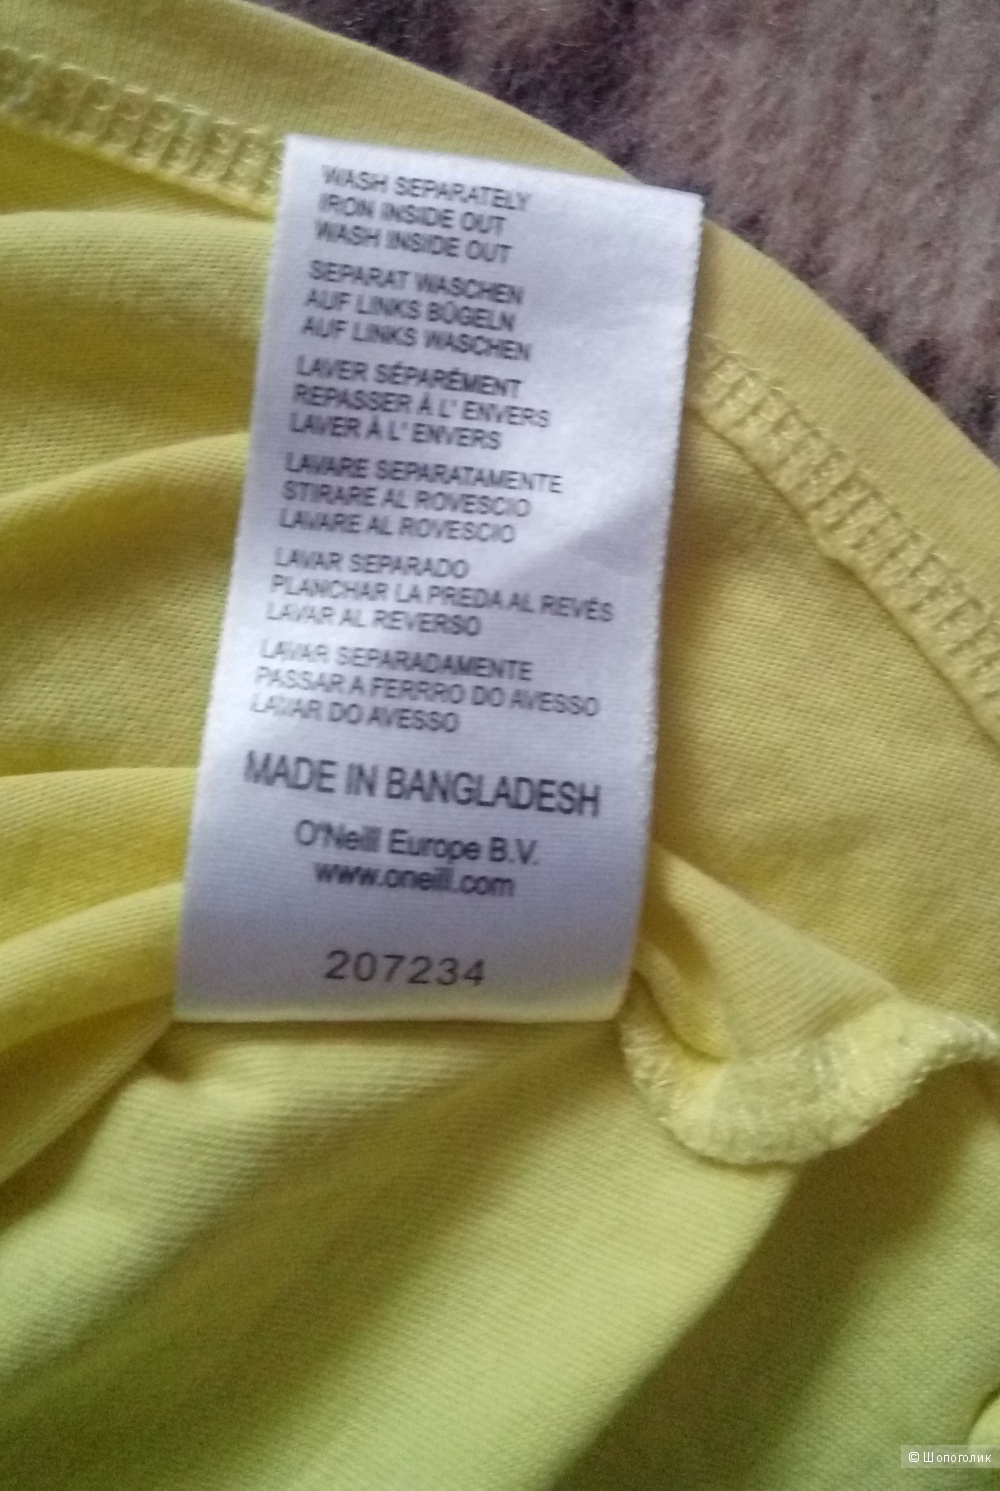 WASH SEPARATELY
IRON INSIDE OUT
WASH INSIDE OUT
SEPARAT WASCHEN
AUF LINKS BÜGELN
AUF LINKS WASCHEN
LAVER SÉPARÉMENT
REPASSER À L' ENVERS
LAVER À L' ENVERS
LAVARE SEPARATAMENTE
STIRARE AL ROVESCIO
LAVARE AL ROVESCIO
LAVAR SEPARADO
PLANCHAR LA PREDA AL REVÉS
LAVAR AL REVERSO
LAVAR SEPARADAMENTE
PASSAR A FERRRO DO AVESSO
LAVAR DO AVESSO
MADE IN BANGLADESH
O'Neill Europe B.V.
www.oneill.com
207234
© Шопоголик